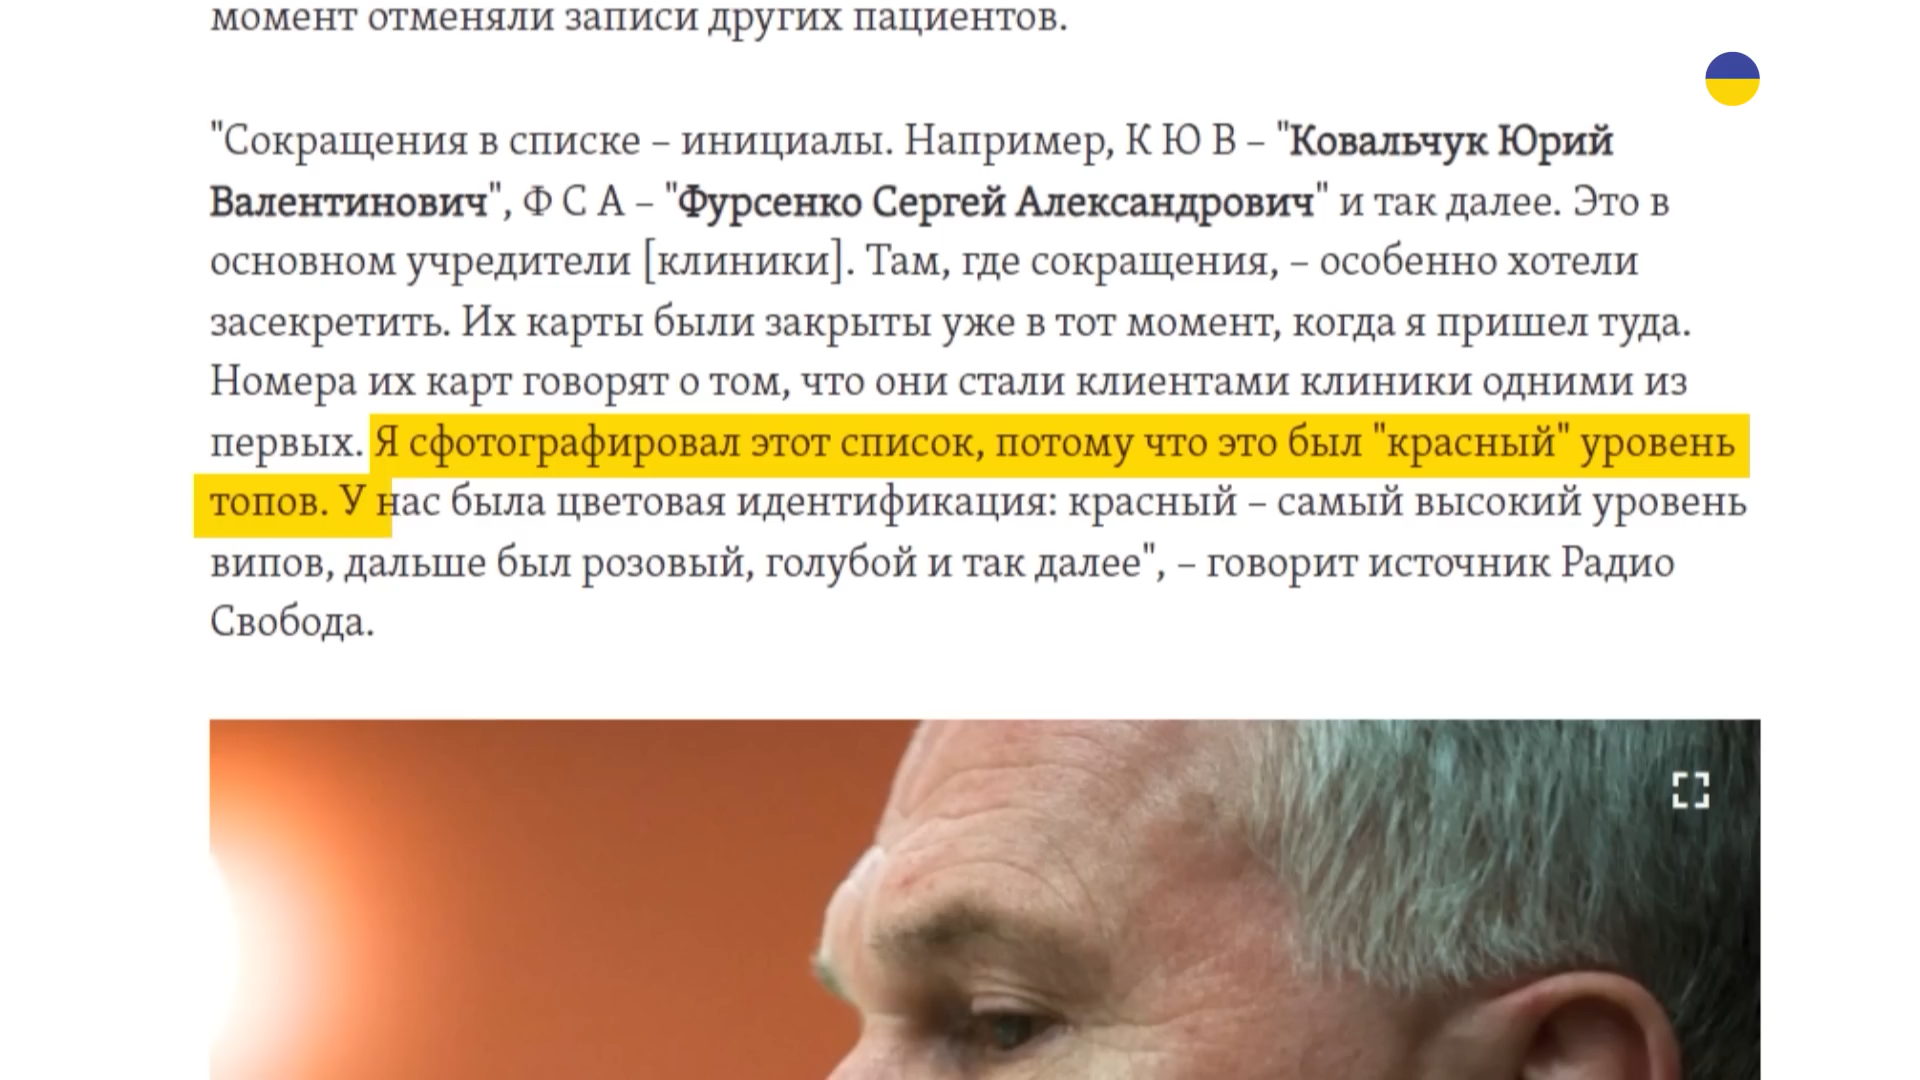 момент отменяли записи других пациентов.
"Сокращения в списке – инициалы. Например, К Ю В – "Ковальчук Юрий
Валентинович", Ф С А – "Фурсенко Сергей Александрович" и так далее. Это в
основном учредители [клиники]. Там, где сокращения, – особенно хотели
засекретить. Их карты были закрыты уже в тот момент, когда я пришел туда.
Номера их карт говорят о том, что они стали клиентами клиники одними из
первых. Я сфотографировал этот список, потому что это был "красный" уровень
топов. У нас была цветовая идентификация: красный – самый высокий уровень
випов, дальше был розовый, голубой и так далее", – говорит источник Радио
Свобода.